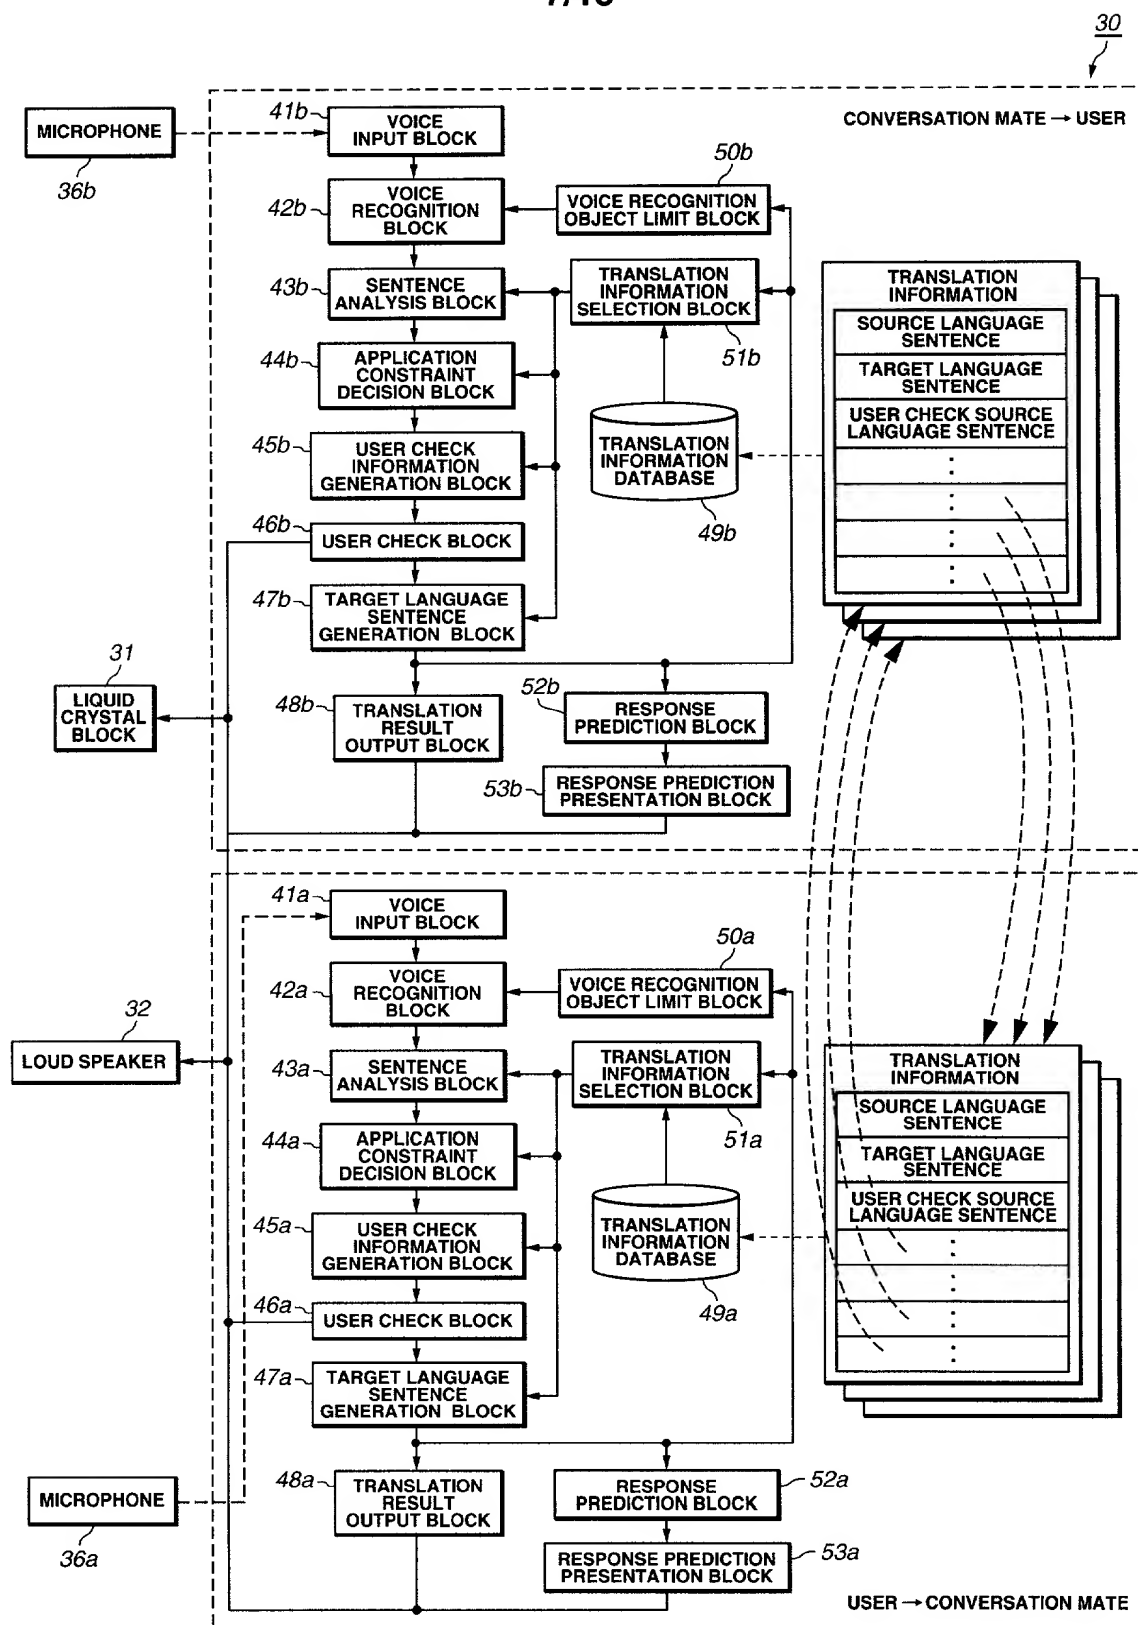 30
CONVERSATION MATE → USER
MICROPHONE
36b
41b
VOICE
INPUT BLOCK
42b
VOICE
RECOGNITION
BLOCK
50b
VOICE RECOGNITION
OBJECT LIMIT BLOCK
43b
SENTENCE
ANALYSIS BLOCK
TRANSLATION
INFORMATION
SELECTION BLOCK
51b
44b
APPLICATION
CONSTRAINT
DECISION BLOCK
45b
USER CHECK
INFORMATION
GENERATION BLOCK
TRANSLATION
INFORMATION
DATABASE
49b
46b
USER CHECK BLOCK
47b
TARGET LANGUAGE
SENTENCE
GENERATION BLOCK
31
LIQUID
CRYSTAL
BLOCK
48b
TRANSLATION
RESULT
OUTPUT BLOCK
52b
RESPONSE
PREDICTION BLOCK
53b
RESPONSE PREDICTION
PRESENTATION BLOCK
TRANSLATION
INFORMATION
SOURCE LANGUAGE
SENTENCE
TARGET LANGUAGE
SENTENCE
USER CHECK SOURCE
LANGUAGE SENTENCE
41a
VOICE
INPUT BLOCK
42a
VOICE
RECOGNITION
BLOCK
50a
VOICE RECOGNITION
OBJECT LIMIT BLOCK
32
LOUD SPEAKER
43a
SENTENCE
ANALYSIS BLOCK
TRANSLATION
INFORMATION
SELECTION BLOCK
51a
44a
APPLICATION
CONSTRAINT
DECISION BLOCK
45a
USER CHECK
INFORMATION
GENERATION BLOCK
TRANSLATION
INFORMATION
DATABASE
49a
46a
USER CHECK BLOCK
47a
TARGET LANGUAGE
SENTENCE
GENERATION BLOCK
MICROPHONE
36a
48a
TRANSLATION
RESULT
OUTPUT BLOCK
RESPONSE
PREDICTION BLOCK
52a
RESPONSE PREDICTION
PRESENTATION BLOCK
53a
TRANSLATION
INFORMATION
SOURCE LANGUAGE
SENTENCE
TARGET LANGUAGE
SENTENCE
USER CHECK SOURCE
LANGUAGE SENTENCE
USER → CONVERSATION MATE